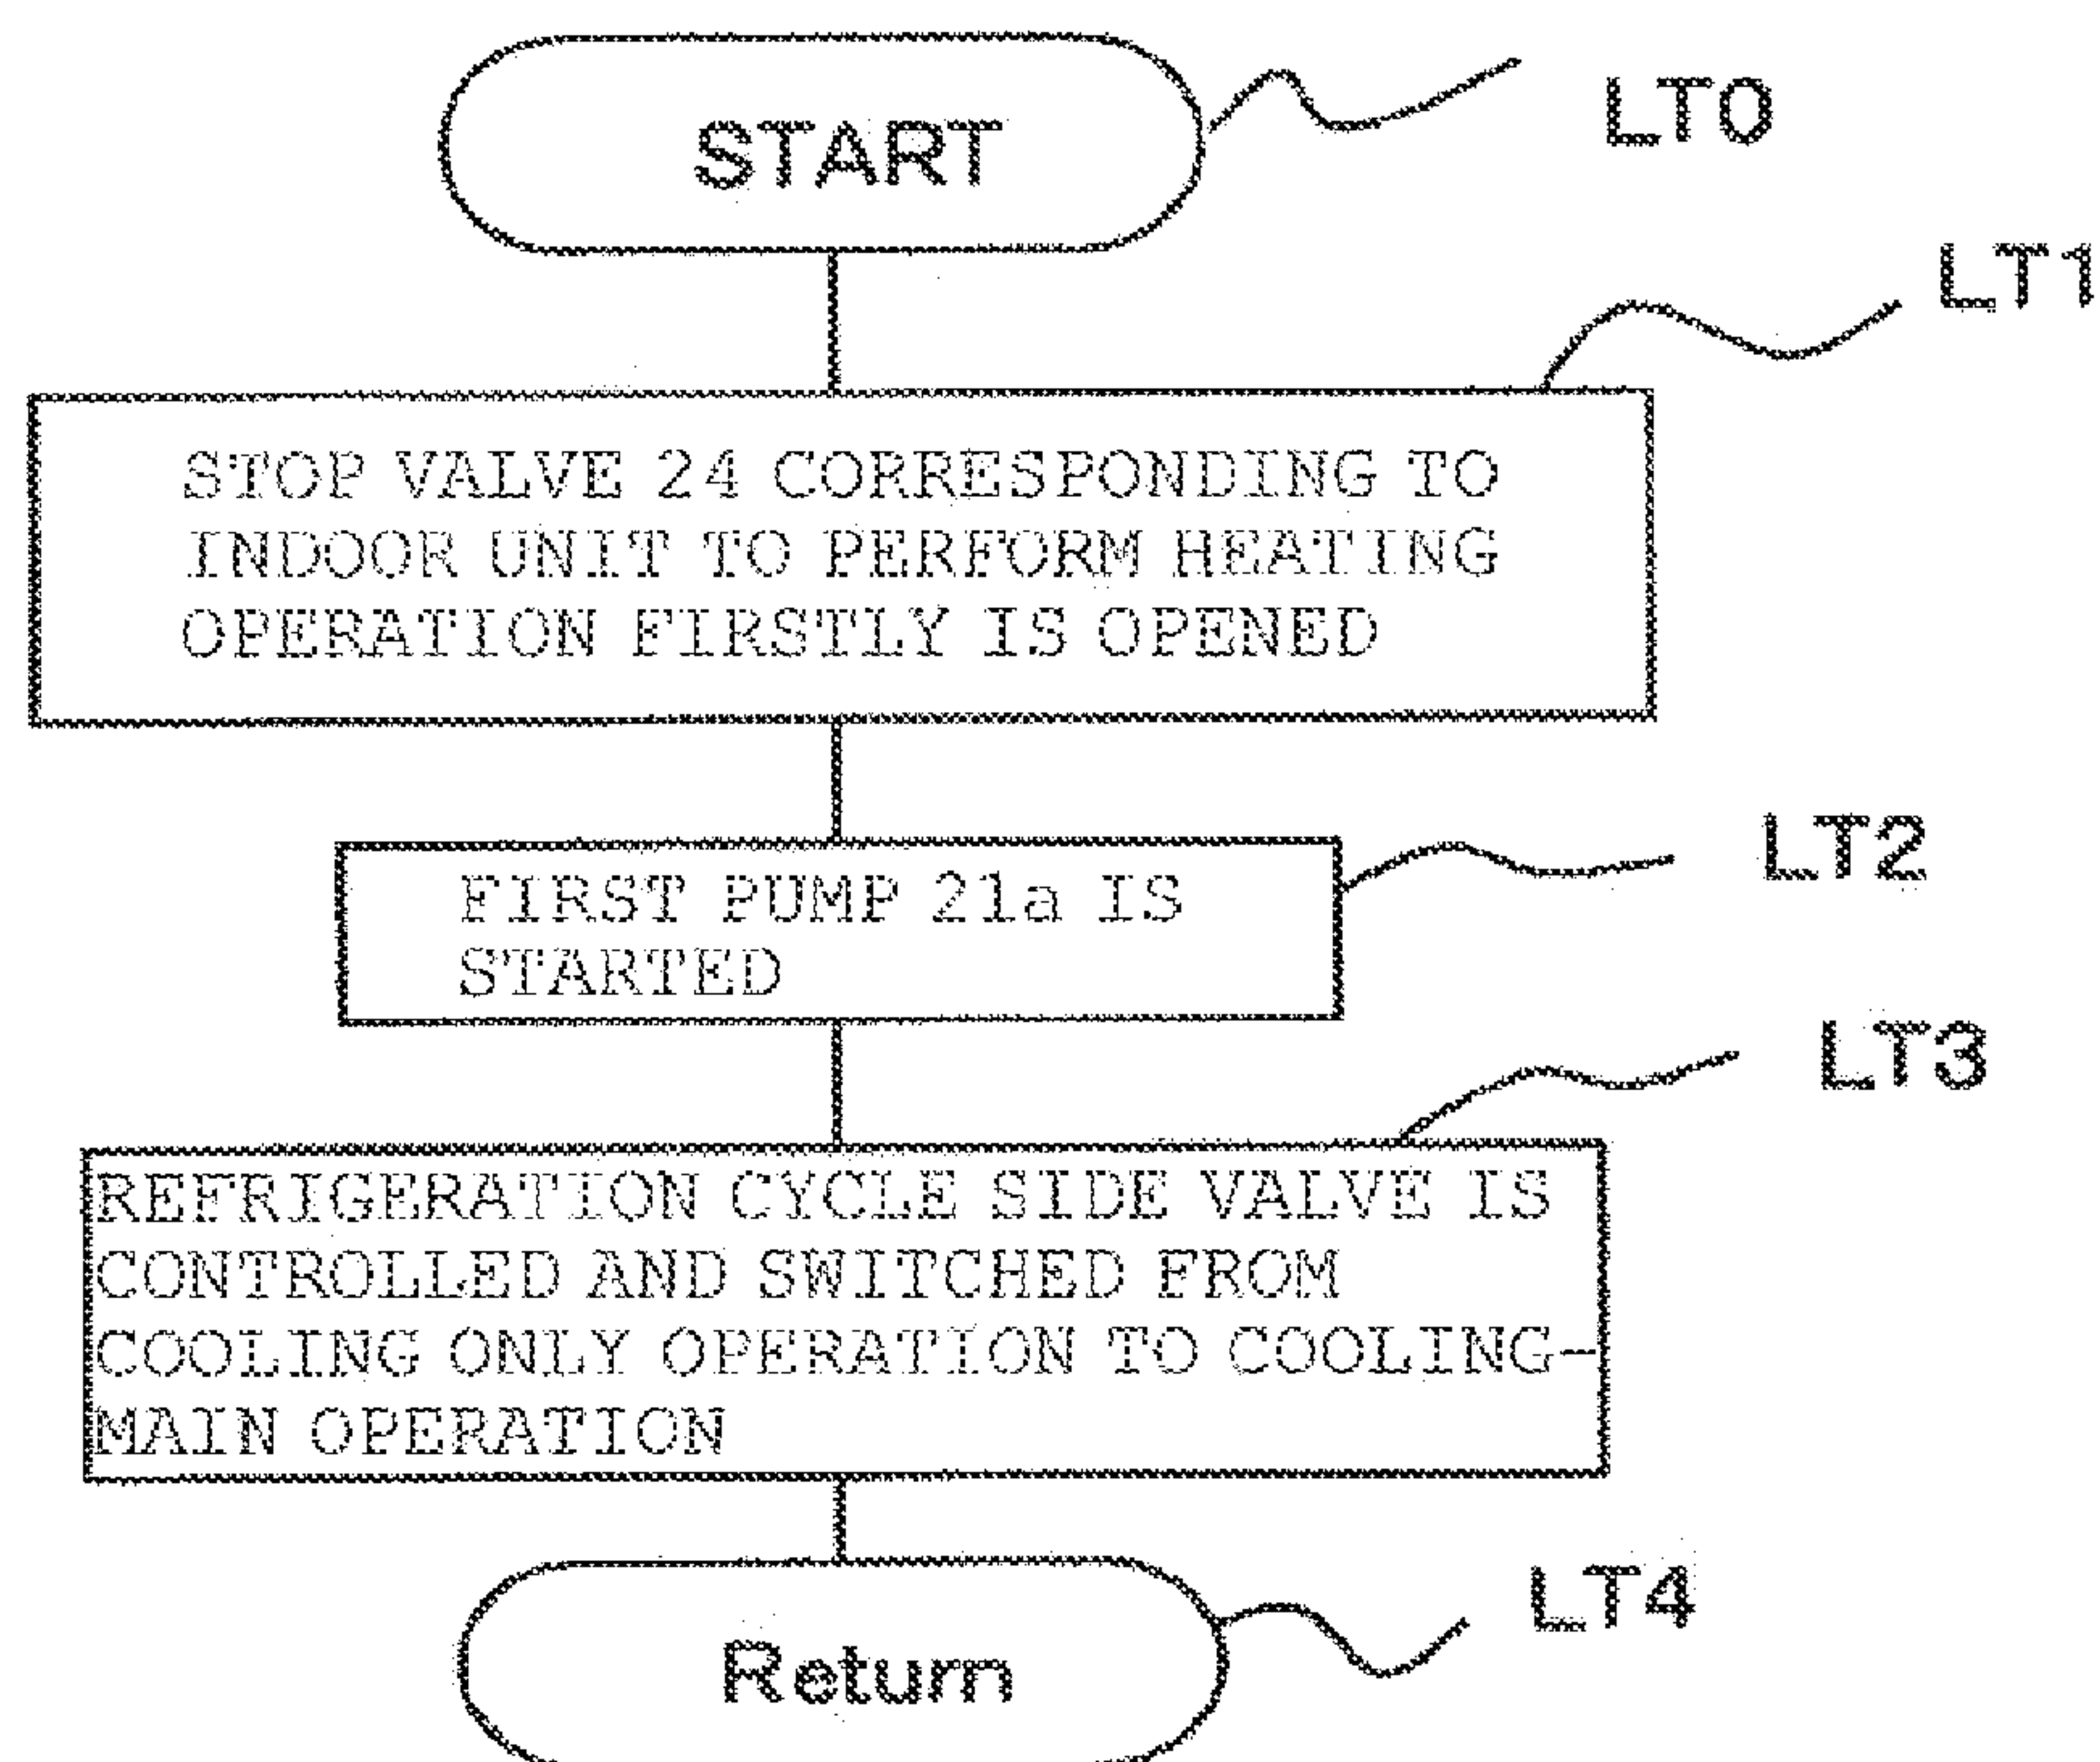 START
LT0
LT1
STOP VALVE 24 CORRESPONDING TO
INDOOR UNIT TO PERFORM HEATING
OPERATION FIRSTLY IS OPENED
LT2
FIRST PUMP 21a IS
STARTED
LT3
REFRIGERATION CYCLE SIDE VALVE IS
CONTROLLED AND SWITCHED FROM
COOLING ONLY OPERATION TO COOLING-
MAIN OPERATION
LT4
Return